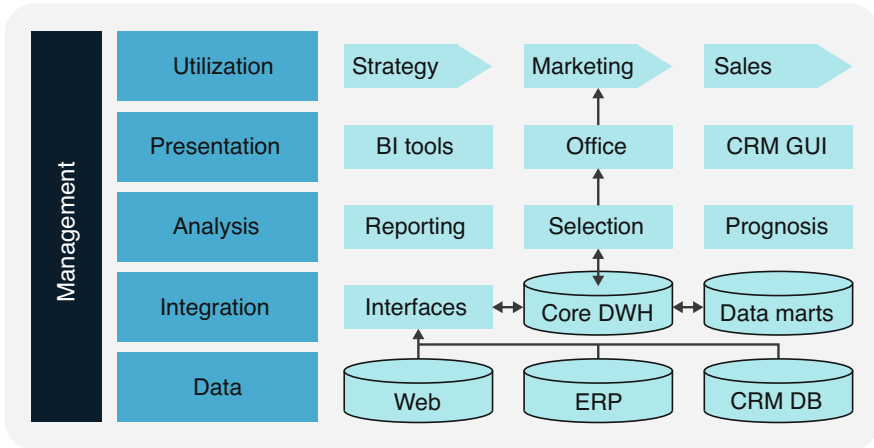 Management
Utilization
Strategy
Marketing
Sales
Presentation
BI tools
Office
CRM GUI
Analysis
Reporting
Selection
Prognosis
Integration
Interfaces
Core DWH
Data marts
Data
Web
ERP
CRM DB